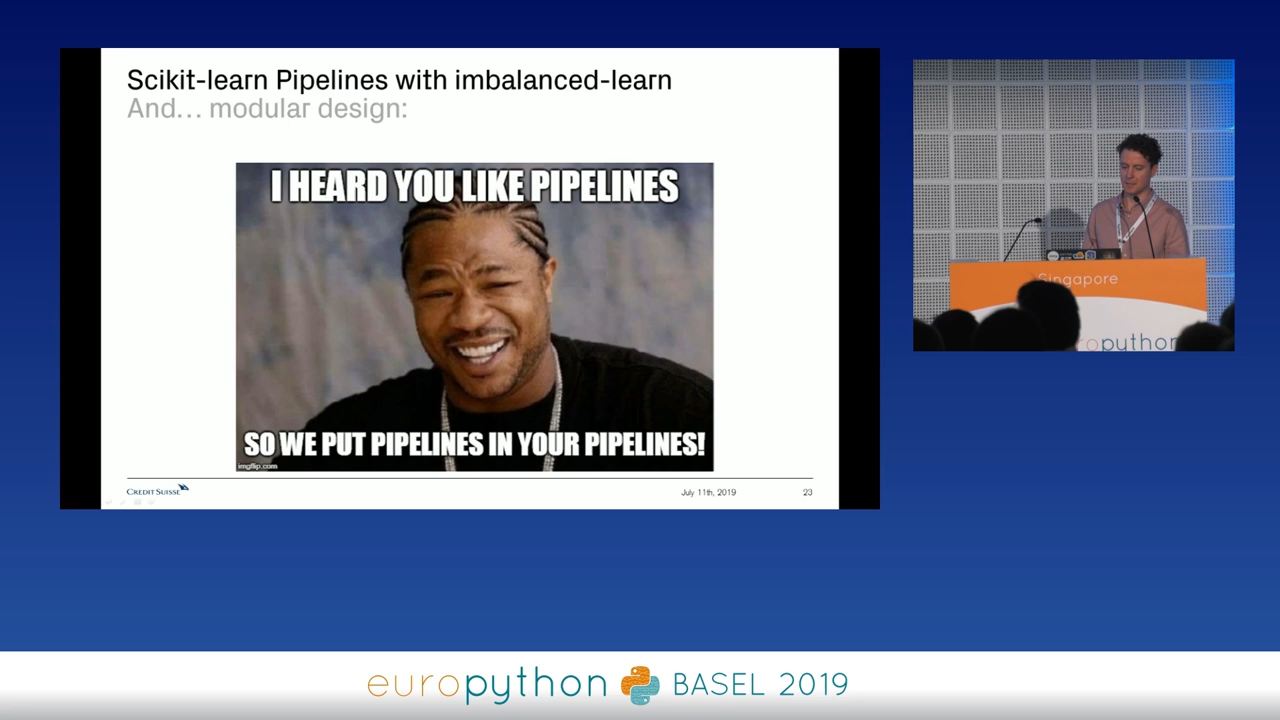 Scikit-learn Pipelines with imbalanced-learn
And... modular design:
I HEARD YOU LIKE PIPELINES
SO WE PUT PIPELINES IN YOUR PIPELINES!
imgflip.com
CREDIT SUISSE
July 11th, 2019
23
Singapore
ropython
europython BASEL 2019